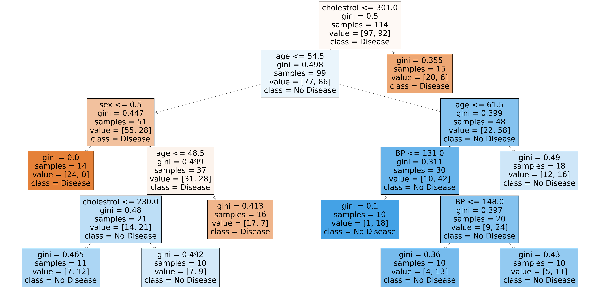 cholestrol <= 301.0
gini = 0.5
samples = 114
value = [97, 92]
class = Disease
age <= 54.5
gini = 0.498
samples = 99
value = [77, 86]
class = No Disease
gini = 0.355
samples = 15
value = [20, 6]
class = Disease
sex <= 0.5
gini = 0.447
samples = 51
value = [55, 28]
class = Disease
age <= 61.5
gini = 0.399
samples = 48
value = [22, 58]
class = No Disease
gini = 0.0
samples = 14
value = [24, 0]
class = Disease
age <= 48.5
gini = 0.499
samples = 37
value = [31, 28]
class = Disease
BP <= 131.0
gini = 0.311
samples = 30
value = [10, 42]
class = No Disease
gini = 0.49
samples = 18
value = [12, 16]
class = No Disease
cholestrol <= 230.0
gini = 0.48
samples = 21
value = [14, 21]
class = No Disease
gini = 0.413
samples = 16
value = [17, 7]
class = Disease
gini = 0.1
samples = 10
value = [1, 18]
class = No Disease
BP <= 148.0
gini = 0.397
samples = 20
value = [9, 24]
class = No Disease
gini = 0.465
samples = 11
value = [7, 12]
class = No Disease
gini = 0.492
samples = 10
value = [7, 9]
class = No Disease
gini = 0.36
samples = 10
value = [4, 13]
class = No Disease
gini = 0.43
samples = 10
value = [5, 11]
class = No Disease